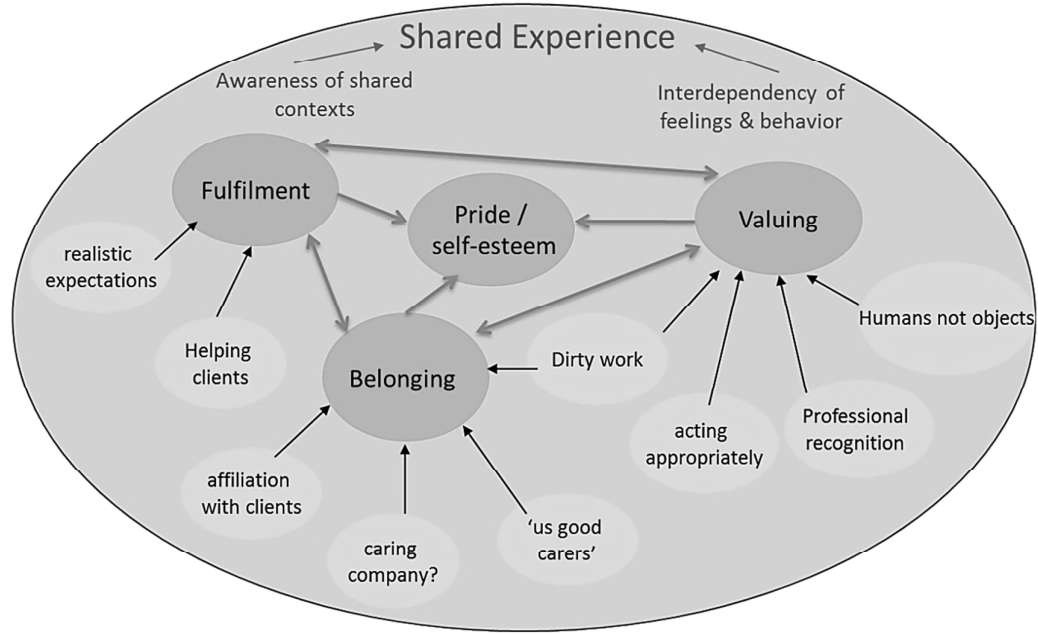 Shared Experience
Awareness of shared
contexts
Interdependency of
feelings & behavior
Fulfilment
Pride /
self-esteem
Valuing
realistic
expectations
Humans not objects
Helping
clients
Belonging
Dirty work
acting
appropriately
Professional
recognition
affiliation
with clients
caring
company?
‘us good
carers’